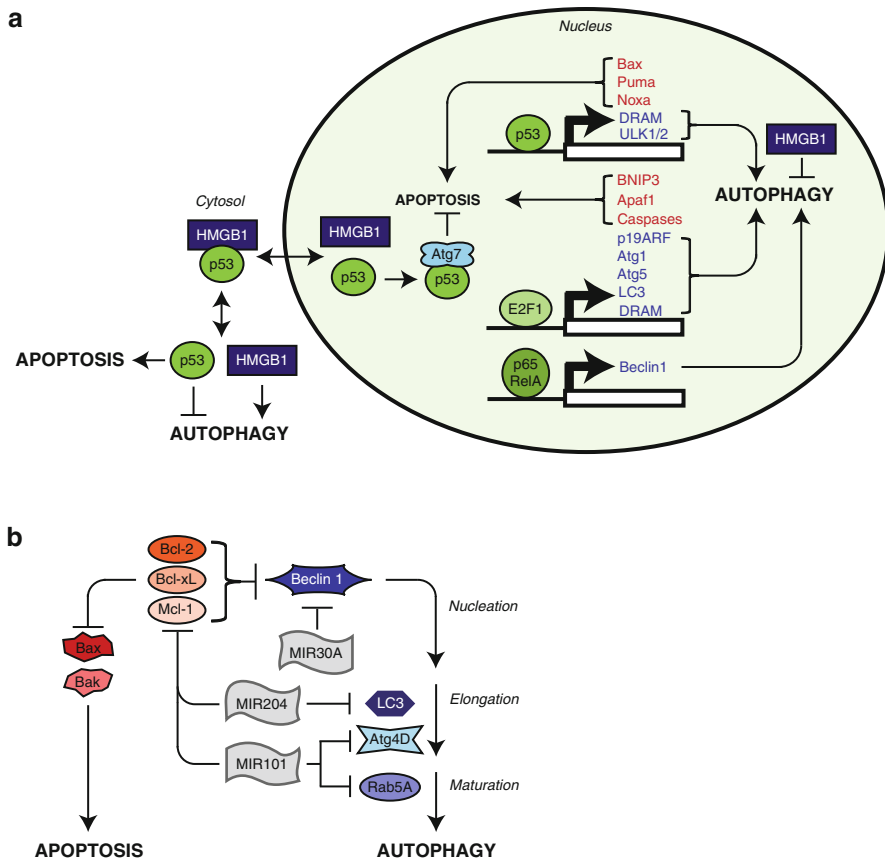 a
Nucleus
Bax
Puma
Noxa
p53
DRAM
ULK1/2
HMGB1
AUTOPHAGY
BNIP3
Apaf1
Caspases
APOPTOSIS
Cytosol
HMGB1
p53
HMGB1
p53
Atg7
p53
p19ARF
Atg1
Atg5
LC3
DRAM
E2F1
p65
RelA
Beclin1
APOPTOSIS
p53
HMGB1
AUTOPHAGY
b
Bcl-2
Bcl-xL
Mcl-1
Beclin 1
Nucleation
Bax
Bak
MIR30A
MIR204
LC3
Elongation
Atg4D
MIR101
Rab5A
Maturation
APOPTOSIS
AUTOPHAGY